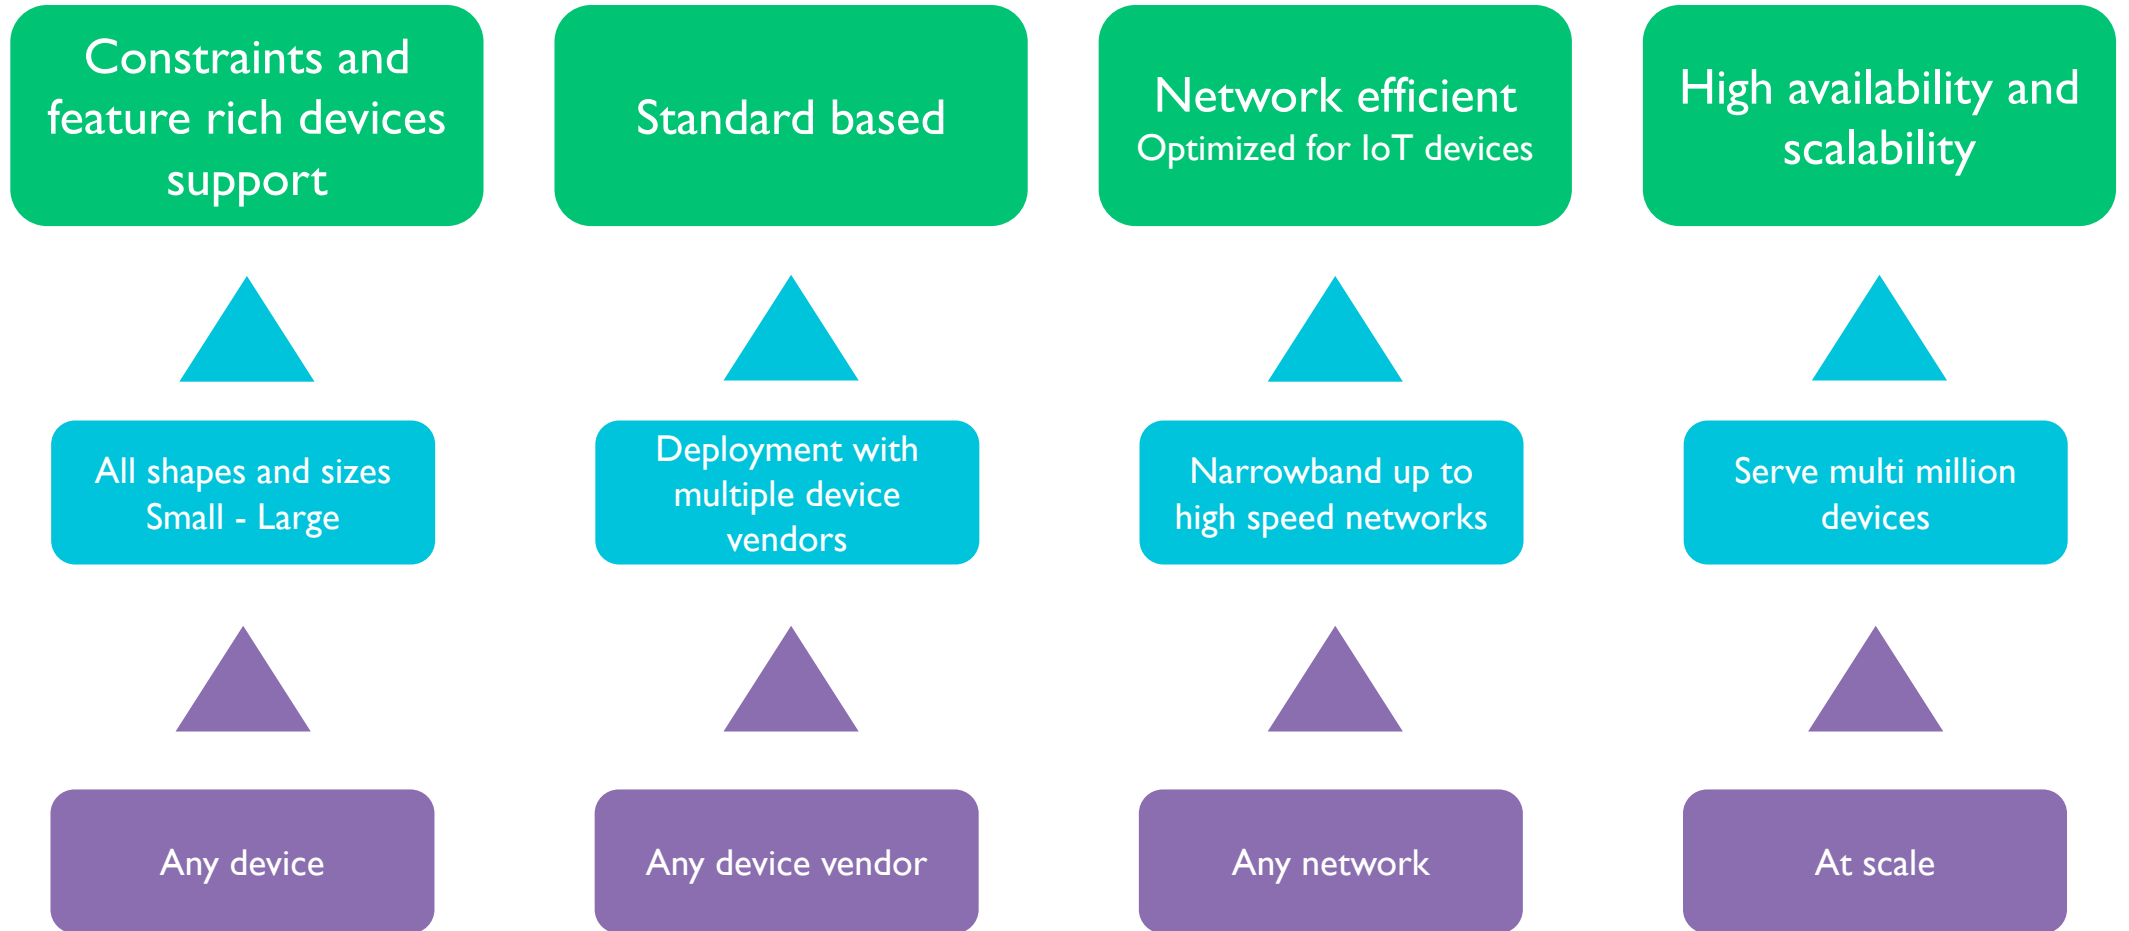 Constraints and
feature rich devices
support
Standard based
Network efficient
Optimized for IoT devices
High availability and
scalability
All shapes and sizes
Small - Large
Deployment with
multiple device
vendors
Narrowband up to
high speed networks
Serve multi million
devices
Any device
Any device vendor
Any network
At scale